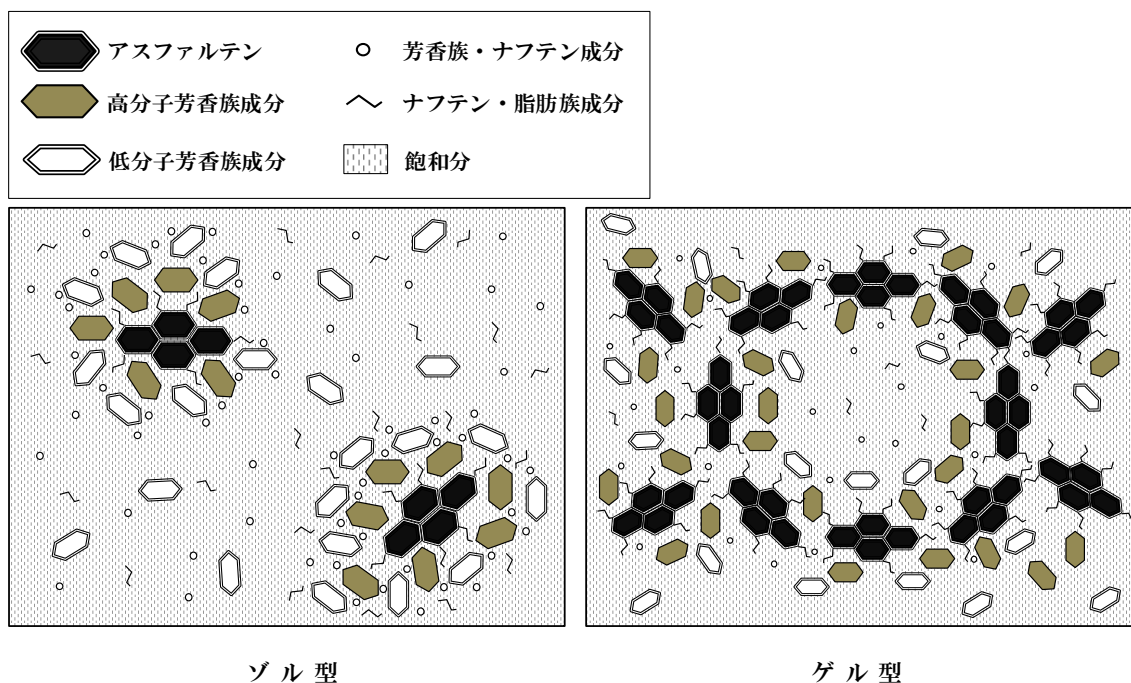 アスファルテン
高分子芳香族成分
低分子芳香族成分
芳香族・ナフテン成分
ナフテン・脂肪族成分
飽和分
ゾル型
ゲル型